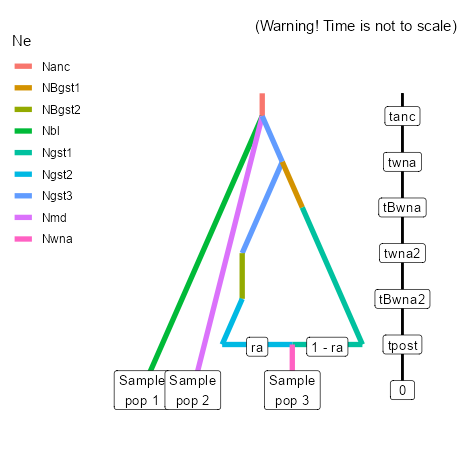 (Warning! Time is not to scale)
Ne
Nanc
NBgst1
NBgst2
Nbl
Ngst1
Ngst2
Ngst3
Nmd
Nwna
tanc
twna
tBwna
twna2
tBwna2
tpost
0
ra
1 - ra
Sample
pop 1
Sample
pop 2
Sample
pop 3